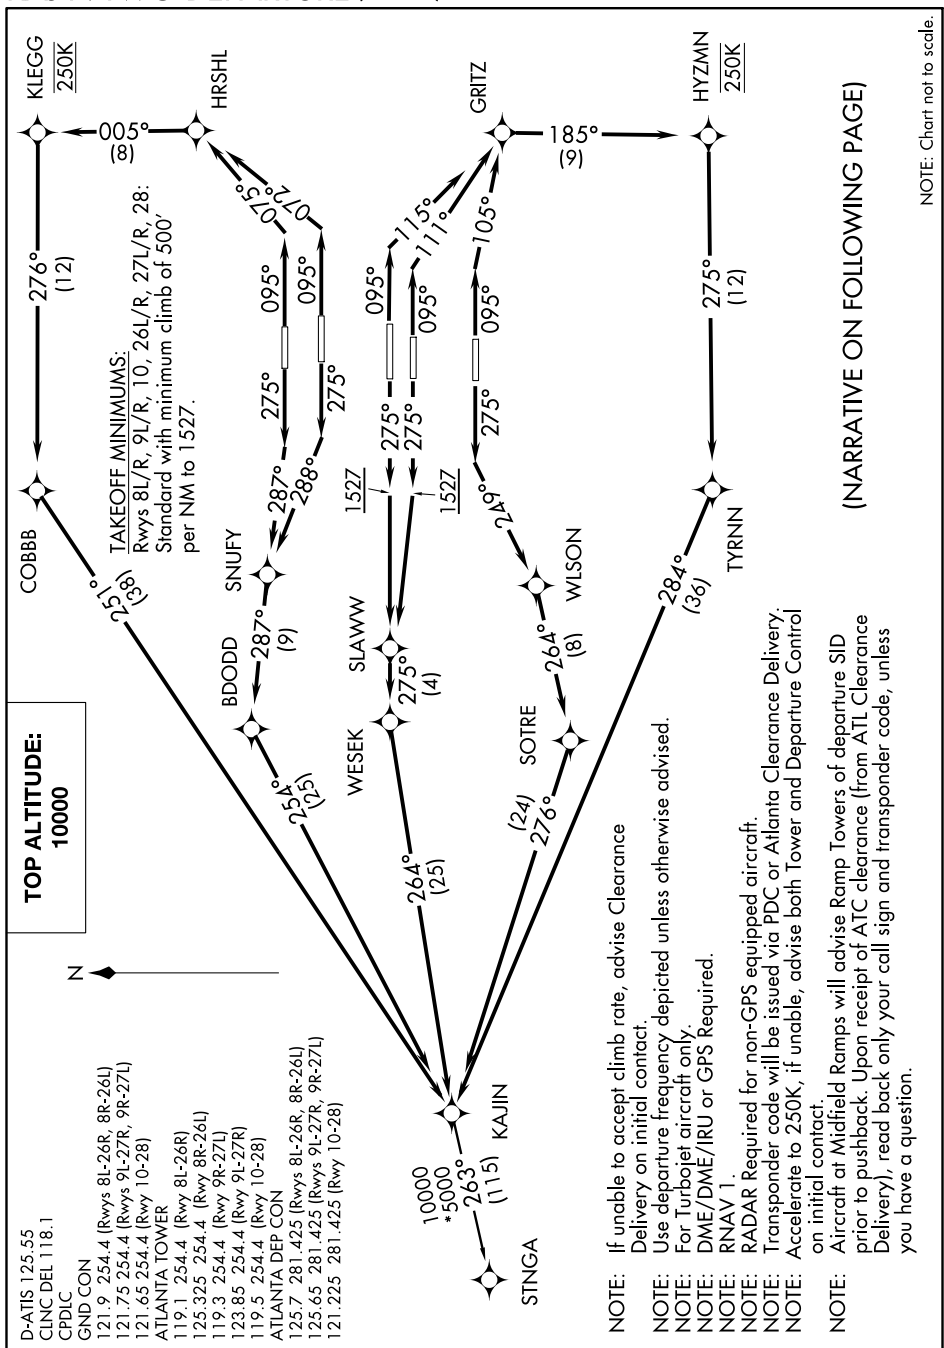 D-ATIS 125.55
CLNC DEL 118.1
CPDLC
GND CON
121.9 254.4 (Rwys 8L-26R, 8R-26L)
121.75 254.4 (Rwys 9L-27R, 9R-27L)
121.65 254.4 (Rwy 10-28)
ATLANTA TOWER
119.1 254.4 (Rwy 8L-26R)
125.325 254.4 (Rwy 8R-26L)
119.3 254.4 (Rwy 9R-27L)
123.85 254.4 (Rwy 9L-27R)
119.5 254.4 (Rwy 10-28)
ATLANTA DEP CON
125.7 281.425 (Rwys 8L-26R, 8R-26L)
125.65 281.425 (Rwys 9L-27R, 9R-27L)
121.225 281.425 (Rwy 10-28)
N
TOP ALTITUDE:
10000
COBBB
276°
(12)
KLEGG
250K
005°
(8)
HRSHL
TAKEOFF MINIMUMS:
Rwys 8L/R, 9L/R, 10, 26L/R, 27L/R, 28:
Standard with minimum climb of 500'
per NM to 1527.
251°
(38)
BDODD
SNUFY
287°
(9)
287°
288°
275°
275°
095°
095°
075°
072°
254°
(25)
WESEK
SLAWW
275°
(4)
1527
1527
275°
275°
095°
095°
115°
111°
GRITZ
264°
(25)
SOTRE
264°
(8)
WLSON
249°
275°
095°
105°
185°
(9)
(24)
276°
10000
*5000
263°
(115)
STNGA
KAJIN
284°
(36)
TYRNN
275°
(12)
HYZMN
250K
NOTE: If unable to accept climb rate, advise Clearance
Delivery on initial contact.
NOTE: Use departure frequency depicted unless otherwise advised.
NOTE: For Turbojet aircraft only.
NOTE: DME/DME/IRU or GPS Required.
NOTE: RNAV 1.
NOTE: RADAR Required for non-GPS equipped aircraft.
NOTE: Transponder code will be issued via PDC or Atlanta Clearance Delivery.
NOTE: Accelerate to 250K, if unable, advise both Tower and Departure Control
on initial contact.
NOTE: Aircraft at Midfield Ramps will advise Ramp Towers of departure SID
prior to pushback. Upon receipt of ATC clearance (from ATL Clearance
Delivery), read back only your call sign and transponder code, unless
you have a question.
(NARRATIVE ON FOLLOWING PAGE)
NOTE: Chart not to scale.